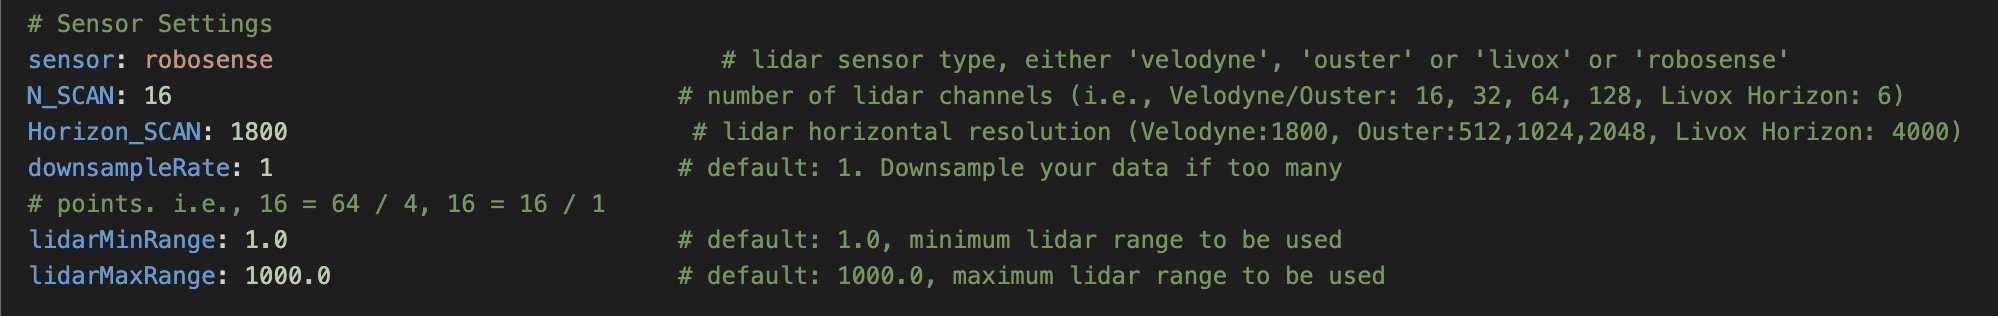 # Sensor Settings
sensor: robosense # lidar sensor type, either 'velodyne', 'ouster' or 'livox' or 'robosense'
N_SCAN: 16 # number of lidar channels (i.e., Velodyne/Ouster: 16, 32, 64, 128, Livox Horizon: 6)
Horizon_SCAN: 1800 # lidar horizontal resolution (Velodyne:1800, Ouster:512,1024,2048, Livox Horizon: 4000)
downsampleRate: 1 # default: 1. Downsample your data if too many
# points. i.e., 16 = 64 / 4, 16 = 16 / 1
lidarMinRange: 1.0 # default: 1.0, minimum lidar range to be used
lidarMaxRange: 1000.0 # default: 1000.0, maximum lidar range to be used